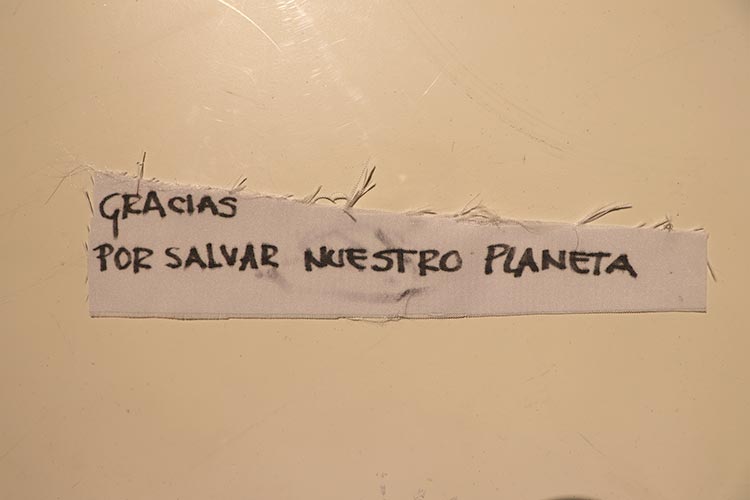 GRACIAS
POR SALVAR NUESTRO PLANETA